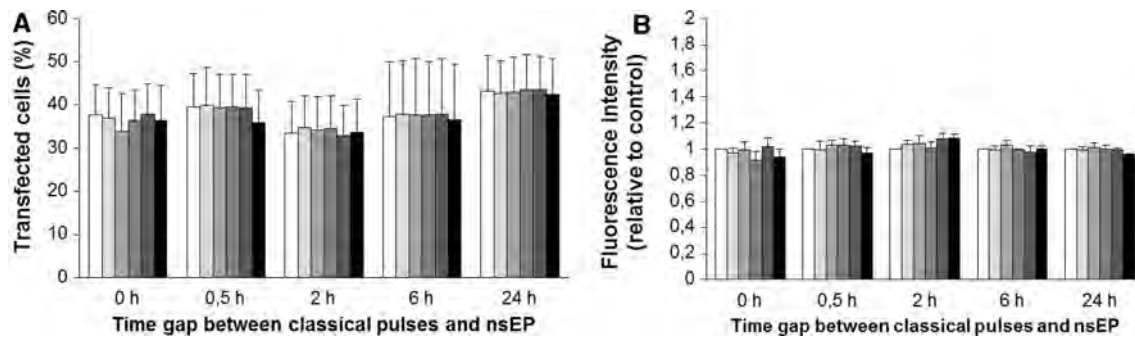 A
Transfected cells (%)
60
50
40
30
20
10
0
0 h 0,5 h 2 h 6 h 24 h
Time gap between classical pulses and nsEP
B
Fluorescence intensity
(relative to control)
2
1,8
1,6
1,4
1,2
1
0,8
0,6
0,4
0,2
0
0 h 0,5 h 2 h 6 h 24 h
Time gap between classical pulses and nsEP